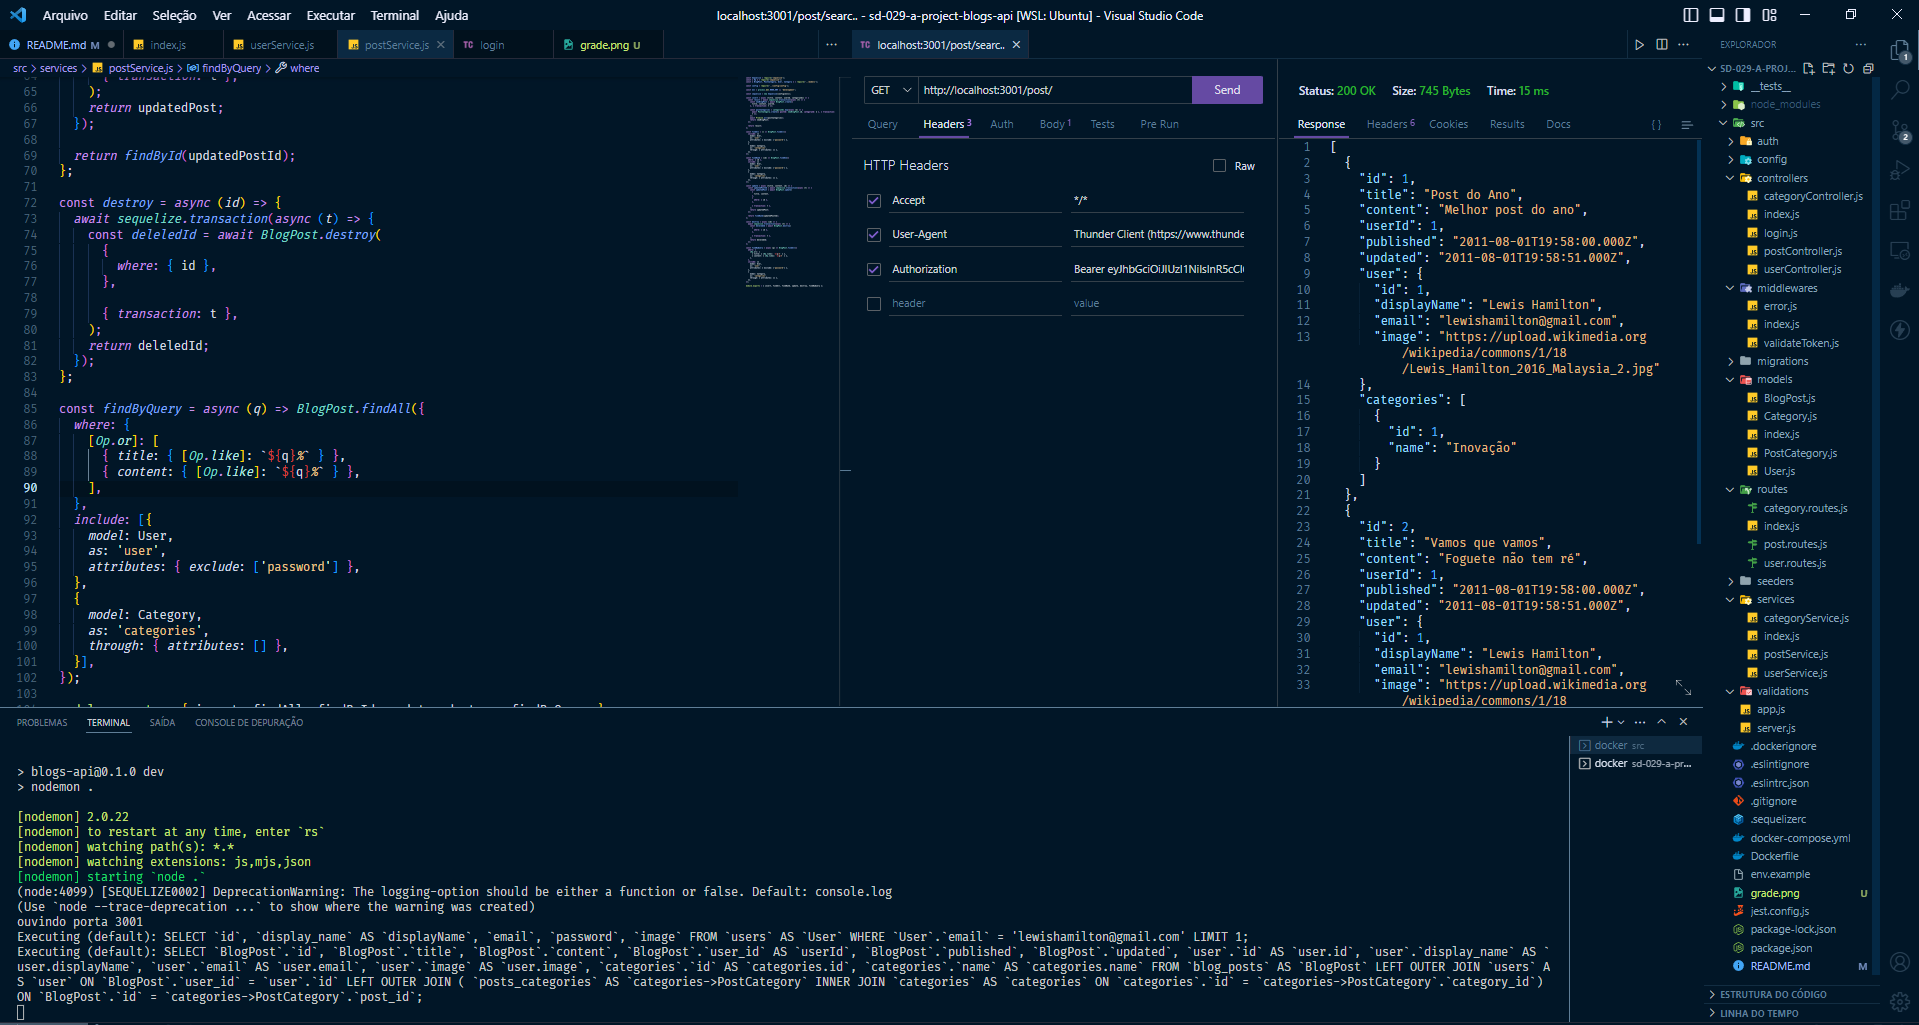 Arquivo Editar Seleção Ver Acessar Executar Terminal Ajuda
localhost:3001/post/searc.. - sd-029-a-project-blogs-api [WSL: Ubuntu] - Visual Studio Code
README.md M
index.js
userService.js
postService.js
login
grade.png U
localhost:3001/post/searc..
src > services > postService.js > findByQuery > where
65 );
66 return updatedPost;
67 });
68
69 return findById(updatedPostId);
70 };
71
72 const destroy = async (id) => {
73 await sequelize.transaction(async (t) => {
74 const deleledId = await BlogPost.destroy(
75 {
76 where: { id },
77 },
78
79 { transaction: t },
80 );
81 return deleledId;
82 });
83 };
84
85 const findByQuery = async (q) => BlogPost.findAll({
86 where: {
87 [Op.or]: [
88 { title: { [Op.like]: `${q}%` } },
89 { content: { [Op.like]: `${q}%` } },
90 ],
91 },
92 include: [{
93 model: User,
94 as: 'user',
95 attributes: { exclude: ['password'] },
96 },
97 {
98 model: Category,
99 as: 'categories',
100 through: { attributes: [] },
101 }],
102 });
103
GET http://localhost:3001/post/ Send
Query Headers 3 Auth Body 1 Tests Pre Run
HTTP Headers Raw
Accept */*
User-Agent Thunder Client (https://www.thunde
Authorization
header value
Status: 200 OK Size: 745 Bytes Time: 15 ms
Response Headers 6 Cookies Results Docs { }
1 [
2 {
3 "id": 1,
4 "title": "Post do Ano",
5 "content": "Melhor post do ano",
6 "userId": 1,
7 "published": "2011-08-01T19:58:00.000Z",
8 "updated": "2011-08-01T19:58:51.000Z",
9 "user": {
10 "id": 1,
11 "displayName": "Lewis Hamilton",
12 "email": "lewishamilton@gmail.com",
13 "image": "https://upload.wikimedia.org
/wikipedia/commons/1/18
/Lewis_Hamilton_2016_Malaysia_2.jpg"
14 },
15 "categories": [
16 {
17 "id": 1,
18 "name": "Inovação"
19 }
20 ]
21 },
22 {
23 "id": 2,
24 "title": "Vamos que vamos",
25 "content": "Foguete não tem ré",
26 "userId": 1,
27 "published": "2011-08-01T19:58:00.000Z",
28 "updated": "2011-08-01T19:58:51.000Z",
29 "user": {
30 "id": 1,
31 "displayName": "Lewis Hamilton",
32 "email": "lewishamilton@gmail.com",
33 "image": "https://upload.wikimedia.org
/wikipedia/commons/1/18
EXPLORADOR
SD-029-A-PROJ...
__tests__
node_modules
src
auth
config
controllers
categoryController.js
index.js
login.js
postController.js
userController.js
middlewares
error.js
index.js
validateToken.js
migrations
models
BlogPost.js
Category.js
index.js
PostCategory.js
User.js
routes
category.routes.js
index.js
post.routes.js
user.routes.js
seeders
services
categoryService.js
index.js
postService.js
userService.js
validations
app.js
server.js
.dockerignore
.eslintignore
.eslintrc.json
.gitignore
.sequelizerc
docker-compose.yml
Dockerfile
env.example
grade.png U
jest.config.js
package-lock.json
package.json
README.md M
ESTRUTURA DO CÓDIGO
LINHA DO TEMPO
1
2
PROBLEMAS TERMINAL SAÍDA CONSOLE DE DEPURAÇÃO
docker src
docker sd-029-a-pr...
> blogs-api@0.1.0 dev
> nodemon .
[nodemon] 2.0.22
[nodemon] to restart at any time, enter `rs`
[nodemon] watching path(s): *.*
[nodemon] watching extensions: js,mjs,json
[nodemon] starting `node .`
(node:4099) [SEQUELIZE0002] DeprecationWarning: The logging-option should be either a function or false. Default: console.log
(Use `node --trace-deprecation ...` to show where the warning was created)
ouvindo porta 3001
Executing (default): SELECT `id`, `display_name` AS `displayName`, `email`, `password`, `image` FROM `users` AS `User` WHERE `User`.`email` = 'lewishamilton@gmail.com' LIMIT 1;
Executing (default): SELECT `BlogPost`.`id`, `BlogPost`.`title`, `BlogPost`.`content`, `BlogPost`.`user_id` AS `userId`, `BlogPost`.`published`, `BlogPost`.`updated`, `user`.`id` AS `user.id`, `user`.`display_name` AS `
user.displayName`, `user`.`email` AS `user.email`, `user`.`image` AS `user.image`, `categories`.`id` AS `categories.id`, `categories`.`name` AS `categories.name` FROM `blog_posts` AS `BlogPost` LEFT OUTER JOIN `users` A
S `user` ON `BlogPost`.`user_id` = `user`.`id` LEFT OUTER JOIN ( `posts_categories` AS `categories->PostCategory` INNER JOIN `categories` AS `categories` ON `categories`.`id` = `categories->PostCategory`.`category_id`)
ON `BlogPost`.`id` = `categories->PostCategory`.`post_id`;